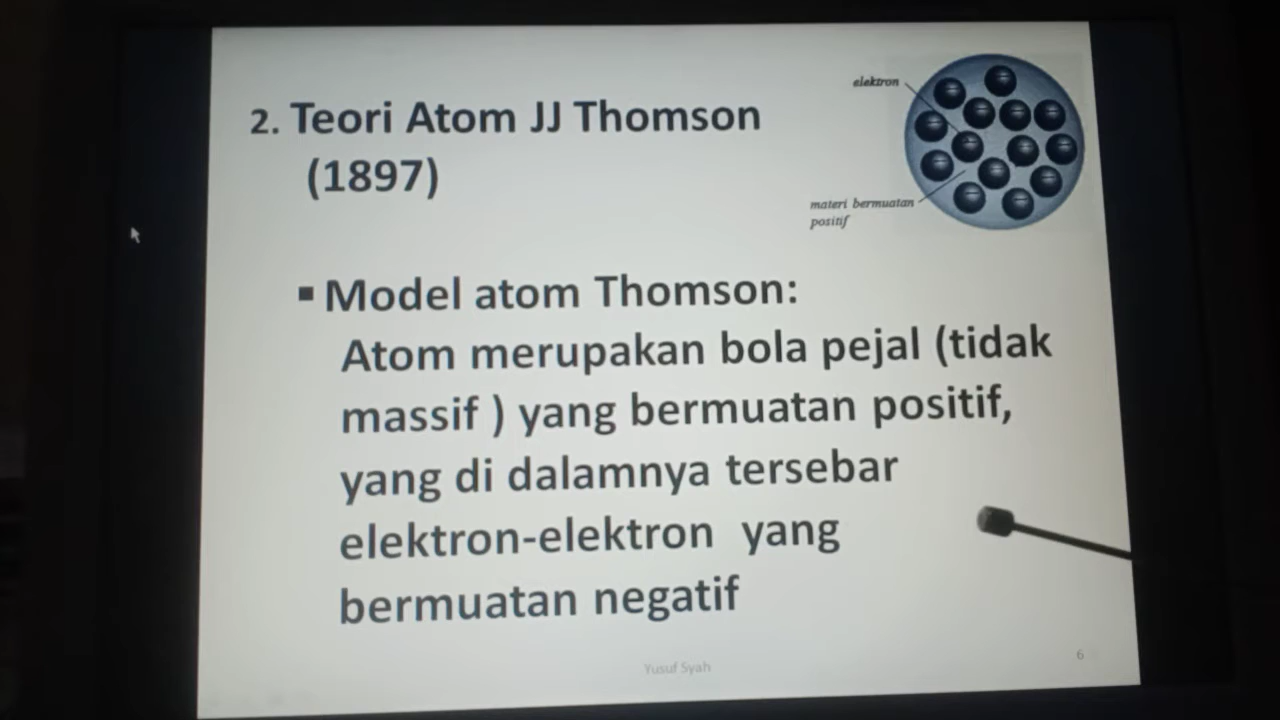 2. Teori Atom JJ Thomson
(1897)
elektron
materi bermuatan
positif
▪ Model atom Thomson:
Atom merupakan bola pejal (tidak
massif ) yang bermuatan positif,
yang di dalamnya tersebar
elektron-elektron yang
bermuatan negatif
Yusuf Syah
6